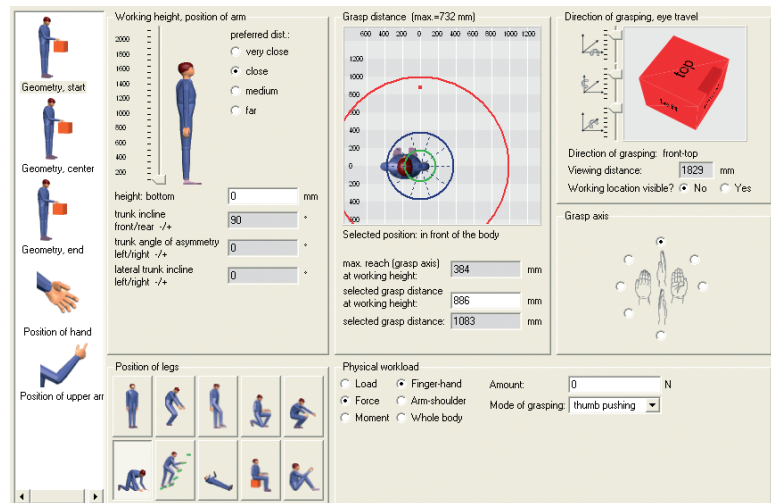 Geometry, start
Geometry, center
Geometry, end
Position of hand
Position of upper arr
Working height, position of arm
2000
1800
1600
1400
1200
1000
800
600
400
200
preferred dist.:
very close
close
medium
far
height: bottom 0 mm
trunk incline
front/rear -/+ 90 °
trunk angle of asymmetry
left/right -/+ 0 °
lateral trunk incline
left/right -/+ 0 °
Grasp distance (max.=732 mm)
600 400 200 0 200 400 600 800 1000 1200
1200
1000
800
600
400
200
0
200
400
Selected position: in front of the body
max. reach (grasp axis)
at working height: 384 mm
selected grasp distance
at working height: 886 mm
selected grasp distance: 1083 mm
Direction of grasping, eye travel
top
Direction of grasping: front-top
Viewing distance: 1829 mm
Working location visible? No Yes
Grasp axis
Position of legs
Physical workload
Load Finger-hand Amount: 0 N
Force Arm-shoulder Mode of grasping: thumb pushing
Moment Whole body